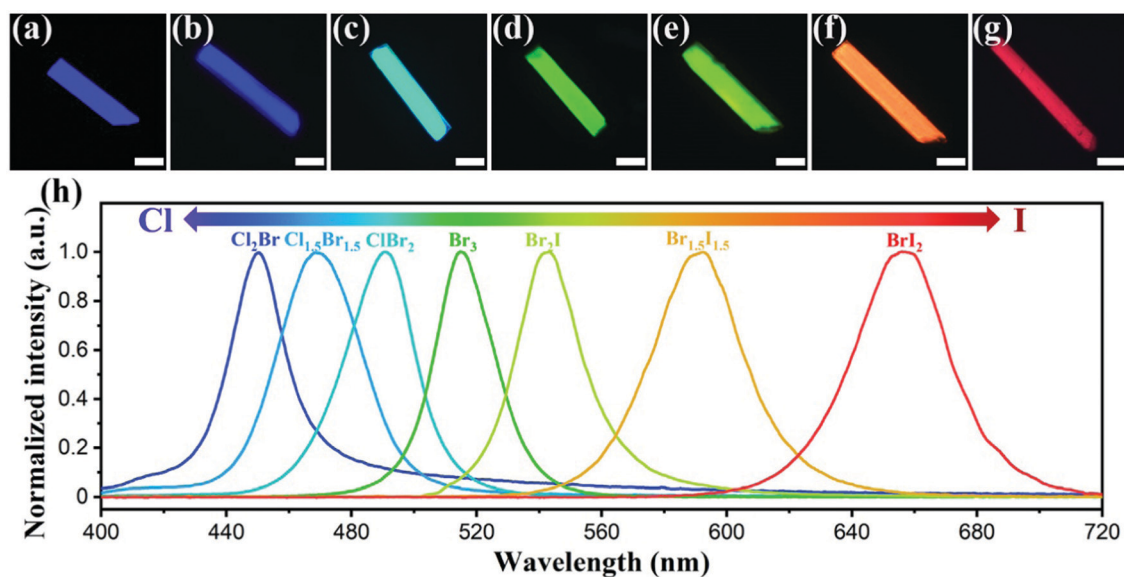 (a) (b) (c) (d) (e) (f) (g)
(h)
Cl I
Cl₂Br Cl₁.₅Br₁.₅ ClBr₂ Br₃ Br₂I Br₁.₅I₁.₅ BrI₂
Normalized intensity (a.u.)
1.0
0.8
0.6
0.4
0.2
0
400 440 480 520 560 600 640 680 720
Wavelength (nm)